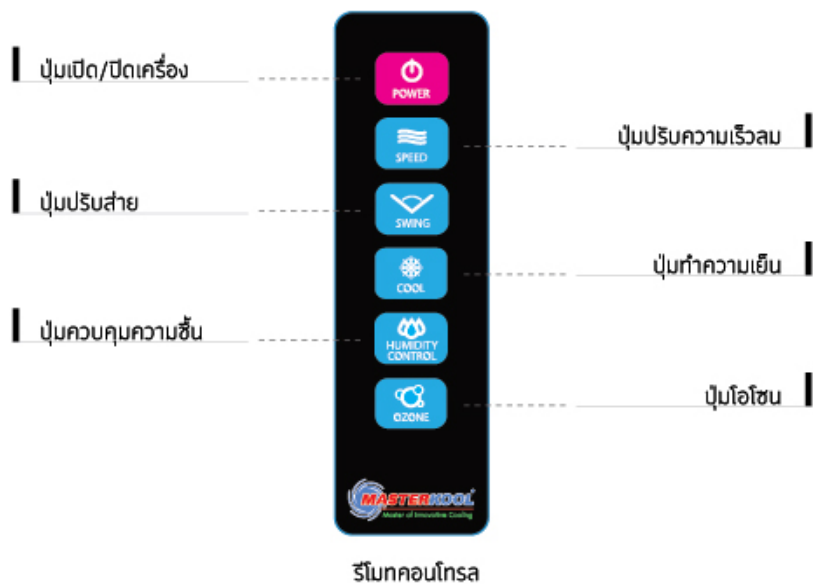 ปุ่มเปิด/ปิดเครื่อง
POWER
ปุ่มปรับความเร็วลม
SPEED
ปุ่มปรับส่าย
SWING
ปุ่มทำความเย็น
COOL
ปุ่มควบคุมความชื้น
HUMIDITY
CONTROL
ปุ่มโอโซน
OZONE
MASTERKOOL
Master of Innovative Cooling
รีโมทคอนโทรล